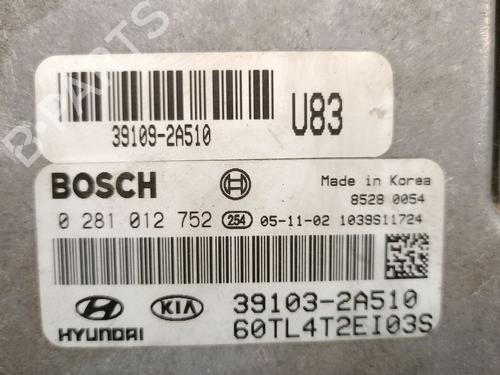 B-PARTS
39109-2A510
U83
BOSCH
Made in Korea
8528 0054
0 281 012 752 254 05-11-02 1039S11724
HYUNDAI
KIA
39103-2A510
60TL4T2EI03S